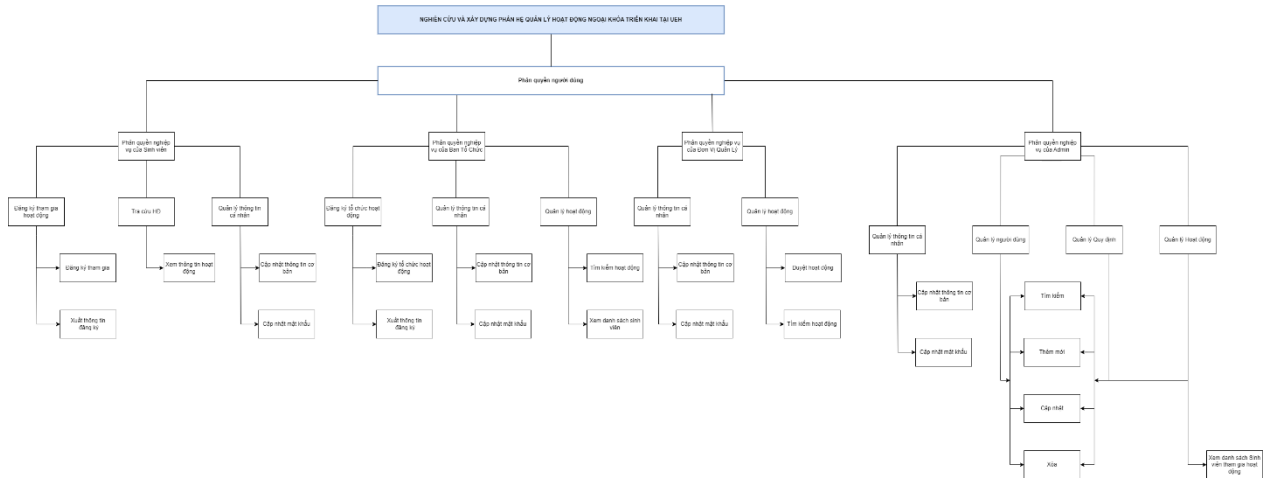 NGHIÊN CỨU VÀ XÂY DỰNG PHÂN HỆ QUẢN LÝ HOẠT ĐỘNG NGOẠI KHÓA TRIỂN KHAI TẠI UEH
Phân quyền người dùng
Phân quyền nghiệp
vụ của Sinh viên
Phân quyền nghiệp
vụ của Ban Tổ Chức
Phân quyền nghiệp vụ
của Đơn Vị Quản Lý
Phân quyền nghiệp
vụ của Admin
Đăng ký tham gia
hoạt động
Tra cứu HĐ
Quản lý thông tin
cá nhân
Đăng ký tổ chức hoạt
động
Quản lý thông tin cá
nhân
Quản lý hoạt động
Quản lý thông tin cá
nhân
Quản lý hoạt động
Quản lý thông tin cá
nhân
Quản lý người dùng
Quản lý Quy định
Quản lý Hoạt động
Đăng ký tham gia
Xem thông tin hoạt
động
Cập nhật thông tin cơ
bản
Đăng ký tổ chức hoạt
động
Cập nhật thông tin cơ
bản
Tìm kiếm hoạt động
Cập nhật thông tin cơ
bản
Duyệt hoạt động
Cập nhật thông tin cơ
bản
Tìm kiếm
Xuất thông tin
đăng ký
Cập nhật mật khẩu
Xuất thông tin
đăng ký
Cập nhật mật khẩu
Xem danh sách sinh
viên
Cập nhật mật khẩu
Tìm kiếm hoạt động
Cập nhật mật khẩu
Thêm mới
Cập nhật
Xóa
Xem danh sách Sinh
viên tham gia hoạt
động